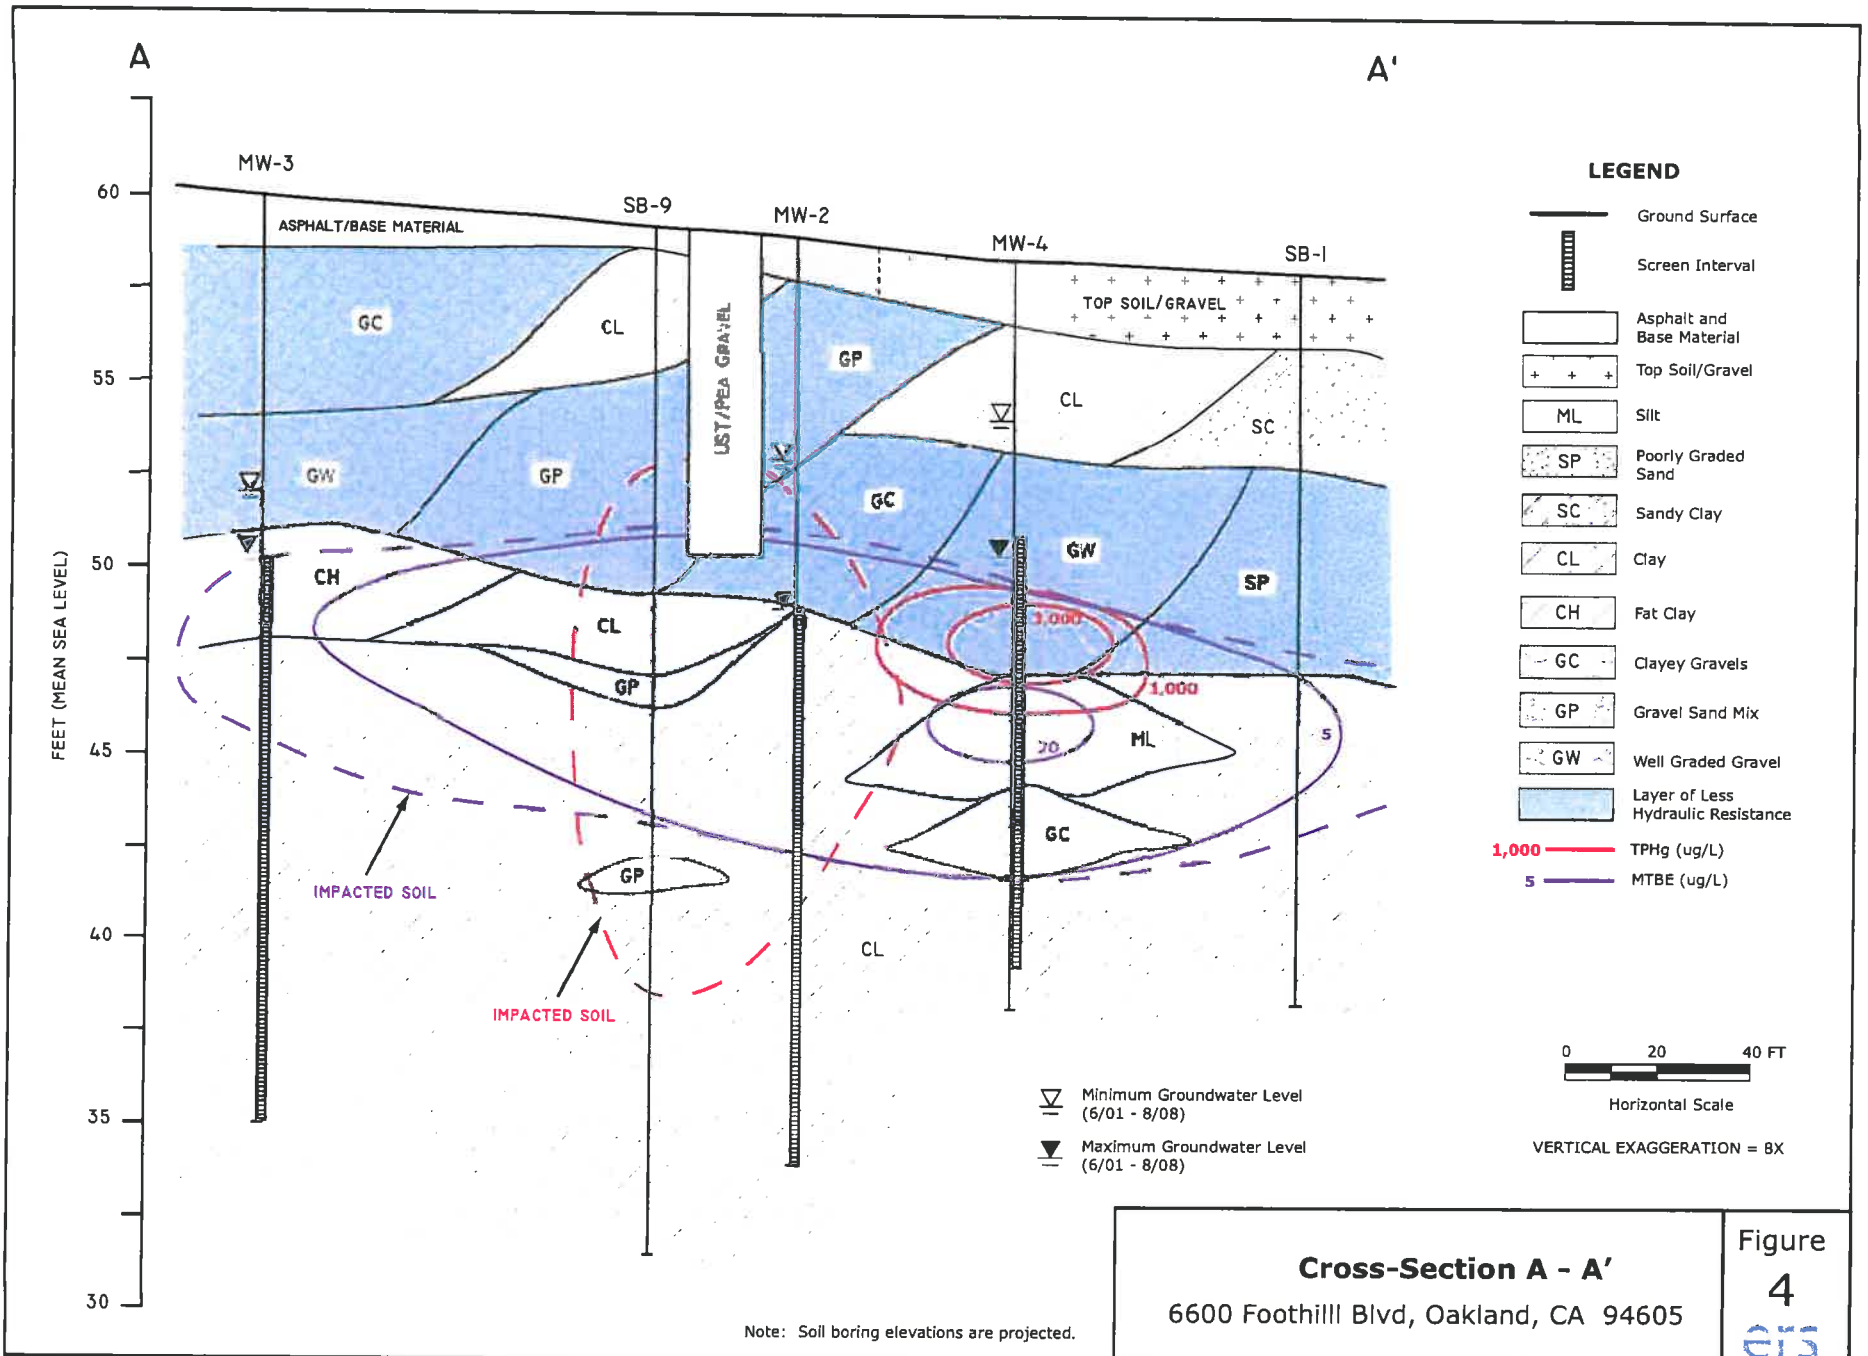 A
A'
MW-3
SB-9
MW-2
MW-4
SB-1
60
55
50
45
40
35
30
FEET (MEAN SEA LEVEL)
ASPHALT/BASE MATERIAL
TOP SOIL/GRAVEL
UST/PEA GRAVEL
GC
CL
GP
CL
SC
GW
GP
GC
GW
SP
CH
CL
GP
ML
GC
GP
CL
3,000
1,000
20
5
IMPACTED SOIL
IMPACTED SOIL
LEGEND
Ground Surface
Screen Interval
Asphalt and
Base Material
Top Soil/Gravel
ML Silt
SP Poorly Graded
Sand
SC Sandy Clay
CL Clay
CH Fat Clay
GC Clayey Gravels
GP Gravel Sand Mix
GW Well Graded Gravel
Layer of Less
Hydraulic Resistance
1,000 TPHg (ug/L)
5 MTBE (ug/L)
0 20 40 FT
Horizontal Scale
VERTICAL EXAGGERATION = 8X
Minimum Groundwater Level
(6/01 - 8/08)
Maximum Groundwater Level
(6/01 - 8/08)
Note: Soil boring elevations are projected.
Cross-Section A - A'
6600 Foothilll Blvd, Oakland, CA 94605
Figure
4
ers